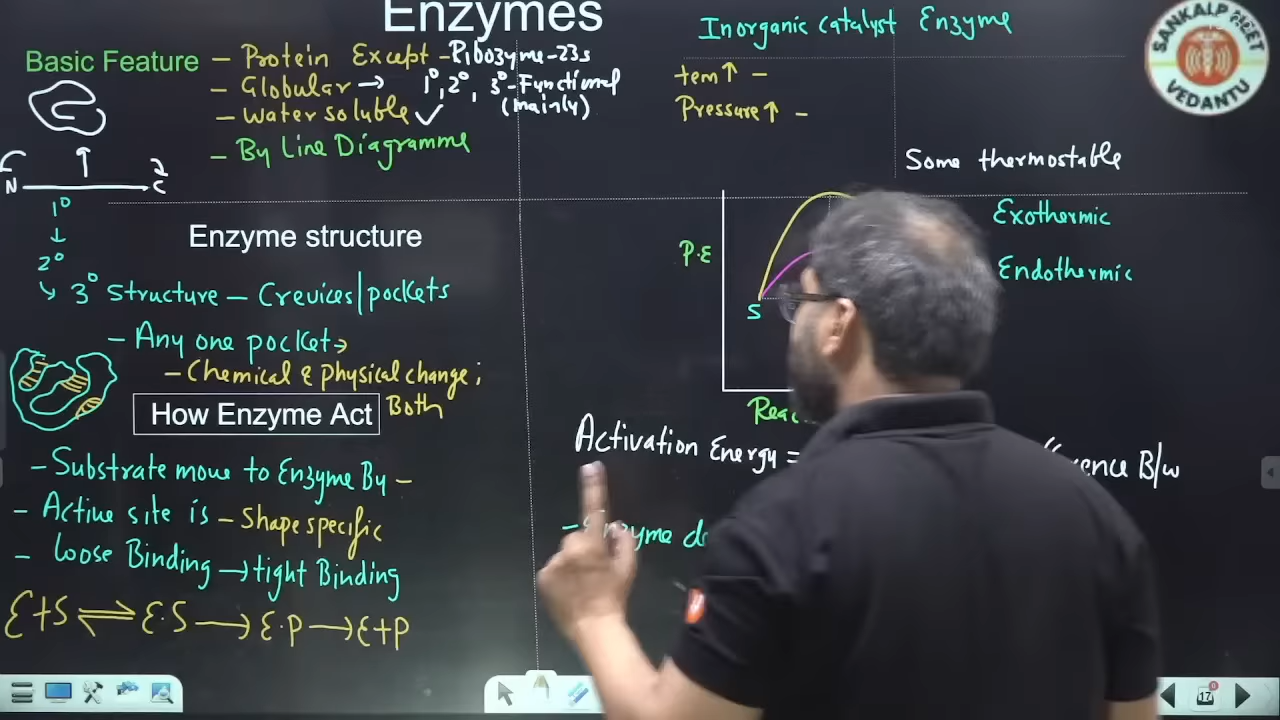 Enzymes
Basic Feature
- Protein Except - Ribozyme-23s
- Globular → 1°, 2°, 3°-Functional
(mainly)
- Water soluble ✓
- By Line Diagramme
N
C
1°
↓
2°
↳ 3° Structure - Crevices/pockets
Enzyme structure
- Any one pocket →
- Chemical & physical change;
Both
How Enzyme Act
- Substrate move to Enzyme By -
- Active site is - Shape specific
- loose Binding → tight Binding
E+S ⇌ E.S → E.P → E+P
Inorganic catalyst Enzyme
tem↑ -
Pressure↑ -
Some thermostable
Exothermic
Endothermic
P.E
S
Activation Energy =
B/w
- Enzyme
SANKALP NEET
VEDANTU
17